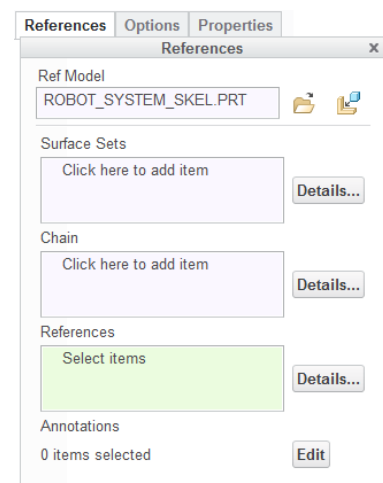 References Options Properties
References x
Ref Model
ROBOT_SYSTEM_SKEL.PRT
Surface Sets
Click here to add item
Details...
Chain
Click here to add item
Details...
References
Select items
Details...
Annotations
0 items selected Edit